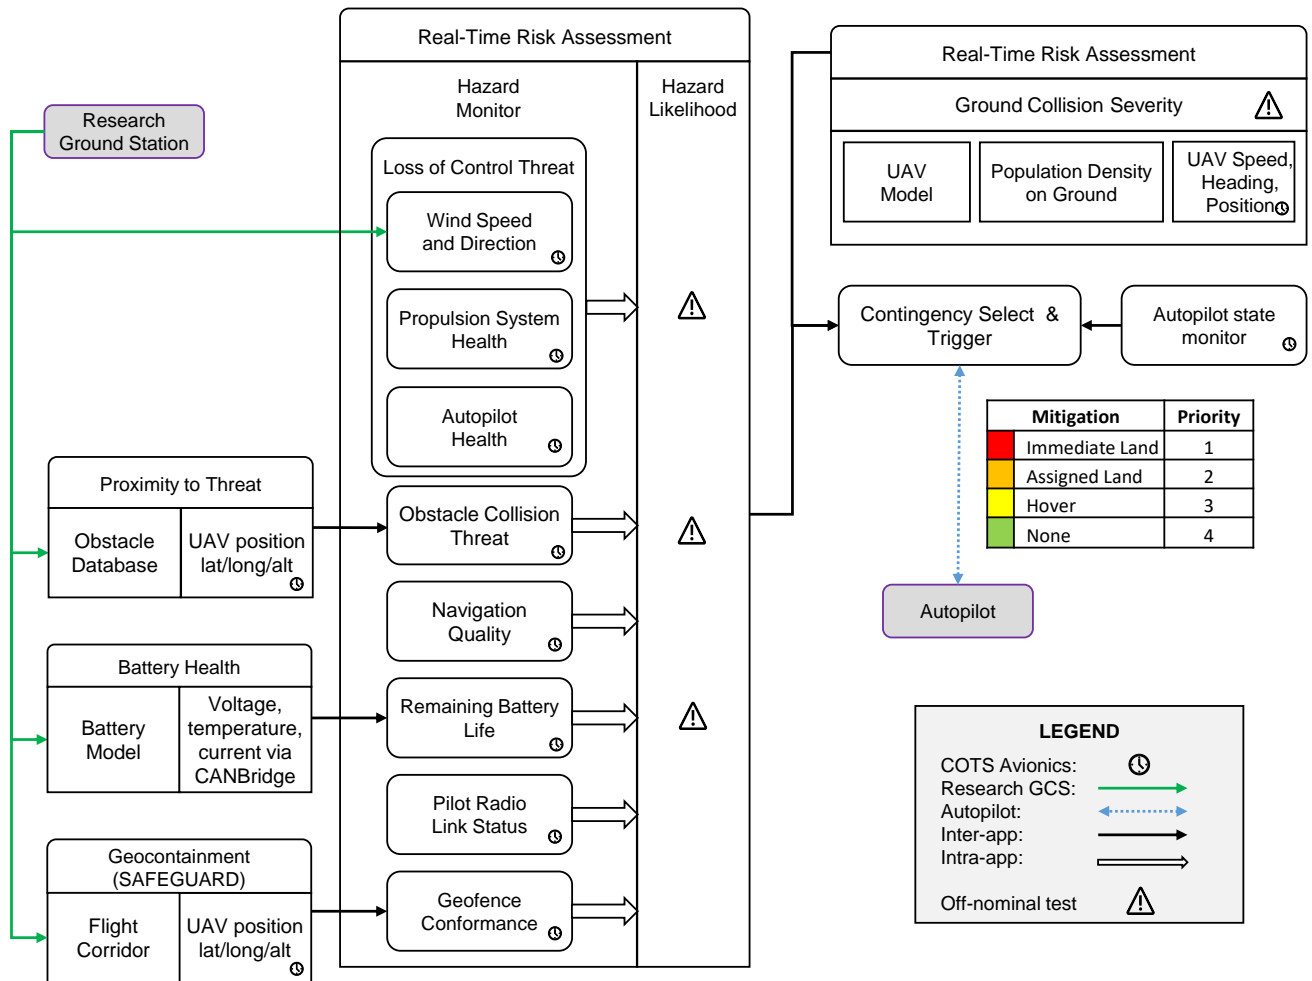 Real-Time Risk Assessment
Hazard
Monitor
Hazard
Likelihood
Research
Ground Station
Loss of Control Threat
Wind Speed
and Direction
Propulsion System
Health
Autopilot
Health
Proximity to Threat
Obstacle
Database
UAV position
lat/long/alt
Obstacle Collision
Threat
Navigation
Quality
Battery Health
Battery
Model
Voltage,
temperature,
current via
CANBridge
Remaining Battery
Life
Pilot Radio
Link Status
Geocontainment
(SAFEGUARD)
Flight
Corridor
UAV position
lat/long/alt
Geofence
Conformance
Real-Time Risk Assessment
Ground Collision Severity
UAV
Model
Population Density
on Ground
UAV Speed,
Heading,
Position
Contingency Select &
Trigger
Autopilot state
monitor
Mitigation Priority
Immediate Land 1
Assigned Land 2
Hover 3
None 4
Autopilot
LEGEND
COTS Avionics:
Research GCS:
Autopilot:
Inter-app:
Intra-app:
Off-nominal test